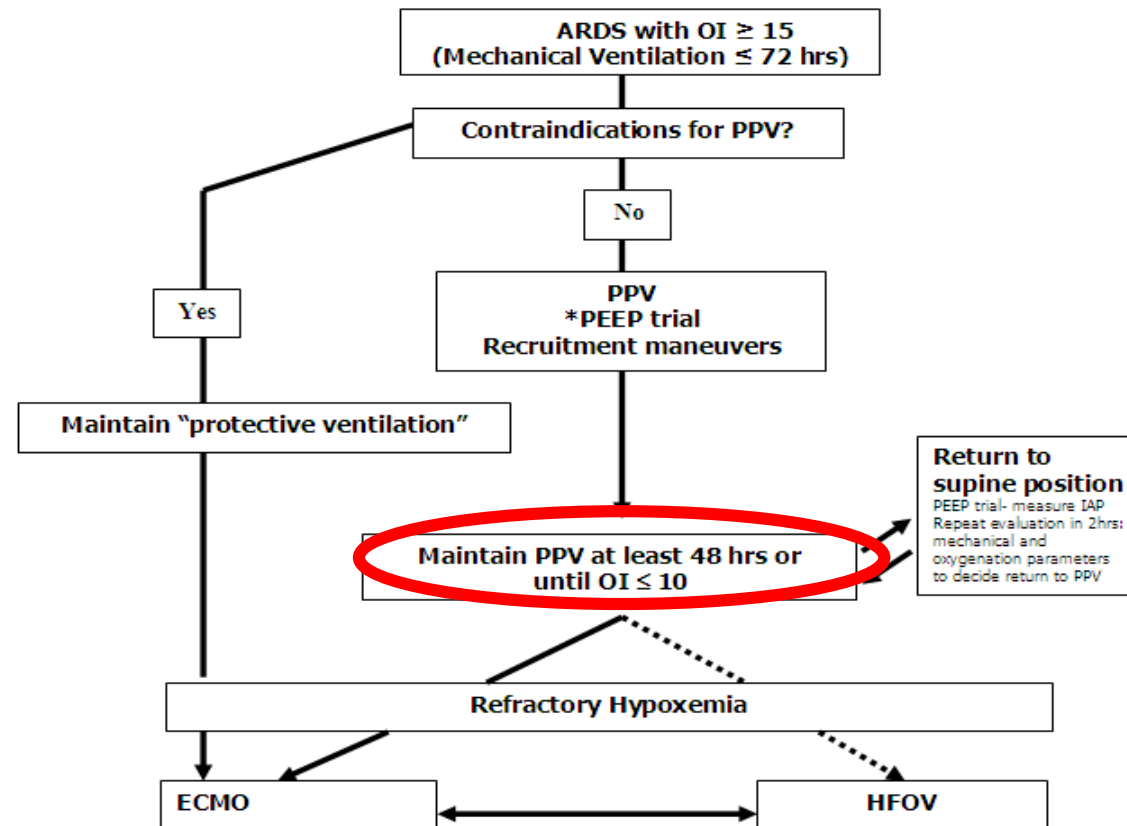 ARDS with OI ≥ 15
(Mechanical Ventilation ≤ 72 hrs)
Contraindications for PPV?
No
Yes
PPV
*PEEP trial
Recruitment maneuvers
Maintain “protective ventilation”
Return to
supine position
PEEP trial- measure IAP
Repeat evaluation in 2hrs:
mechanical and
oxygenation parameters
to decide return to PPV
Maintain PPV at least 48 hrs or
until OI ≤ 10
Refractory Hypoxemia
ECMO
HFOV